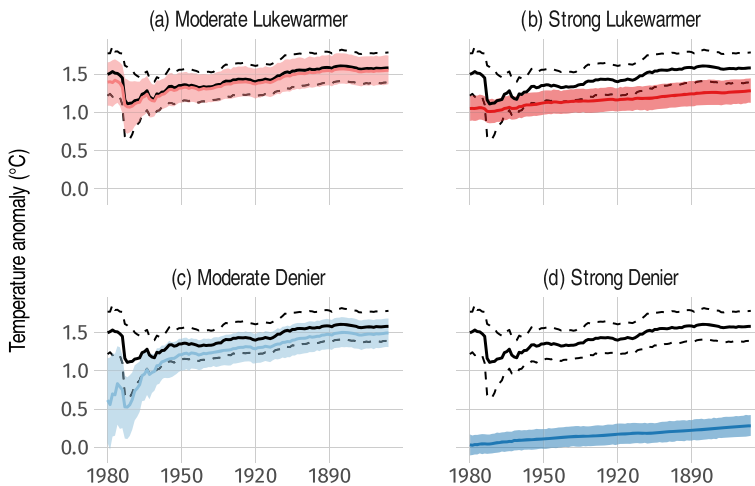 (a) Moderate Lukewarmer
(b) Strong Lukewarmer
1.5
1.0
0.5
0.0
Temperature anomaly (°C)
(c) Moderate Denier
(d) Strong Denier
1.5
1.0
0.5
0.0
1980 1950 1920 1890
1980 1950 1920 1890